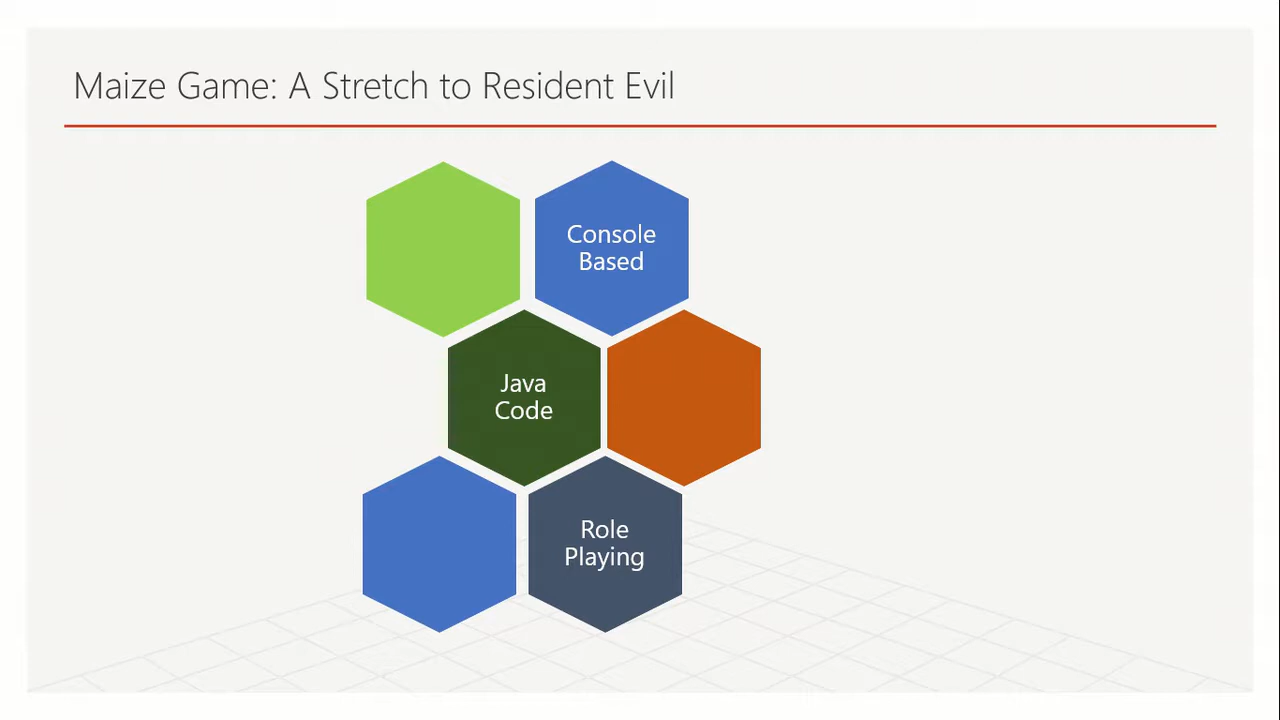 Maize Game: A Stretch to Resident Evil
Console
Based
Java
Code
Role
Playing